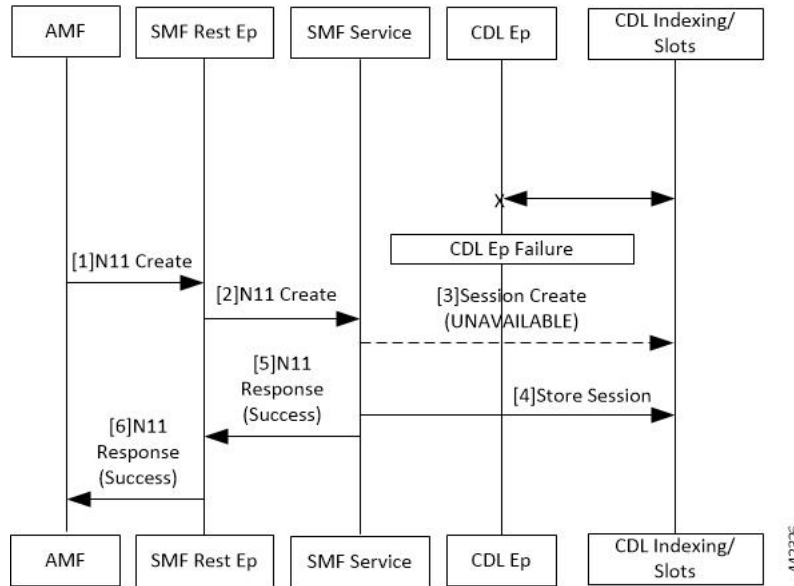 AMF
SMF Rest Ep
SMF Service
CDL Ep
CDL Indexing/
Slots
X
CDL Ep Failure
[1]N11 Create
[2]N11 Create
[3]Session Create
(UNAVAILABLE)
[5]N11
Response
(Success)
[4]Store Session
[6]N11
Response
(Success)
AMF
SMF Rest Ep
SMF Service
CDL Ep
CDL Indexing/
Slots